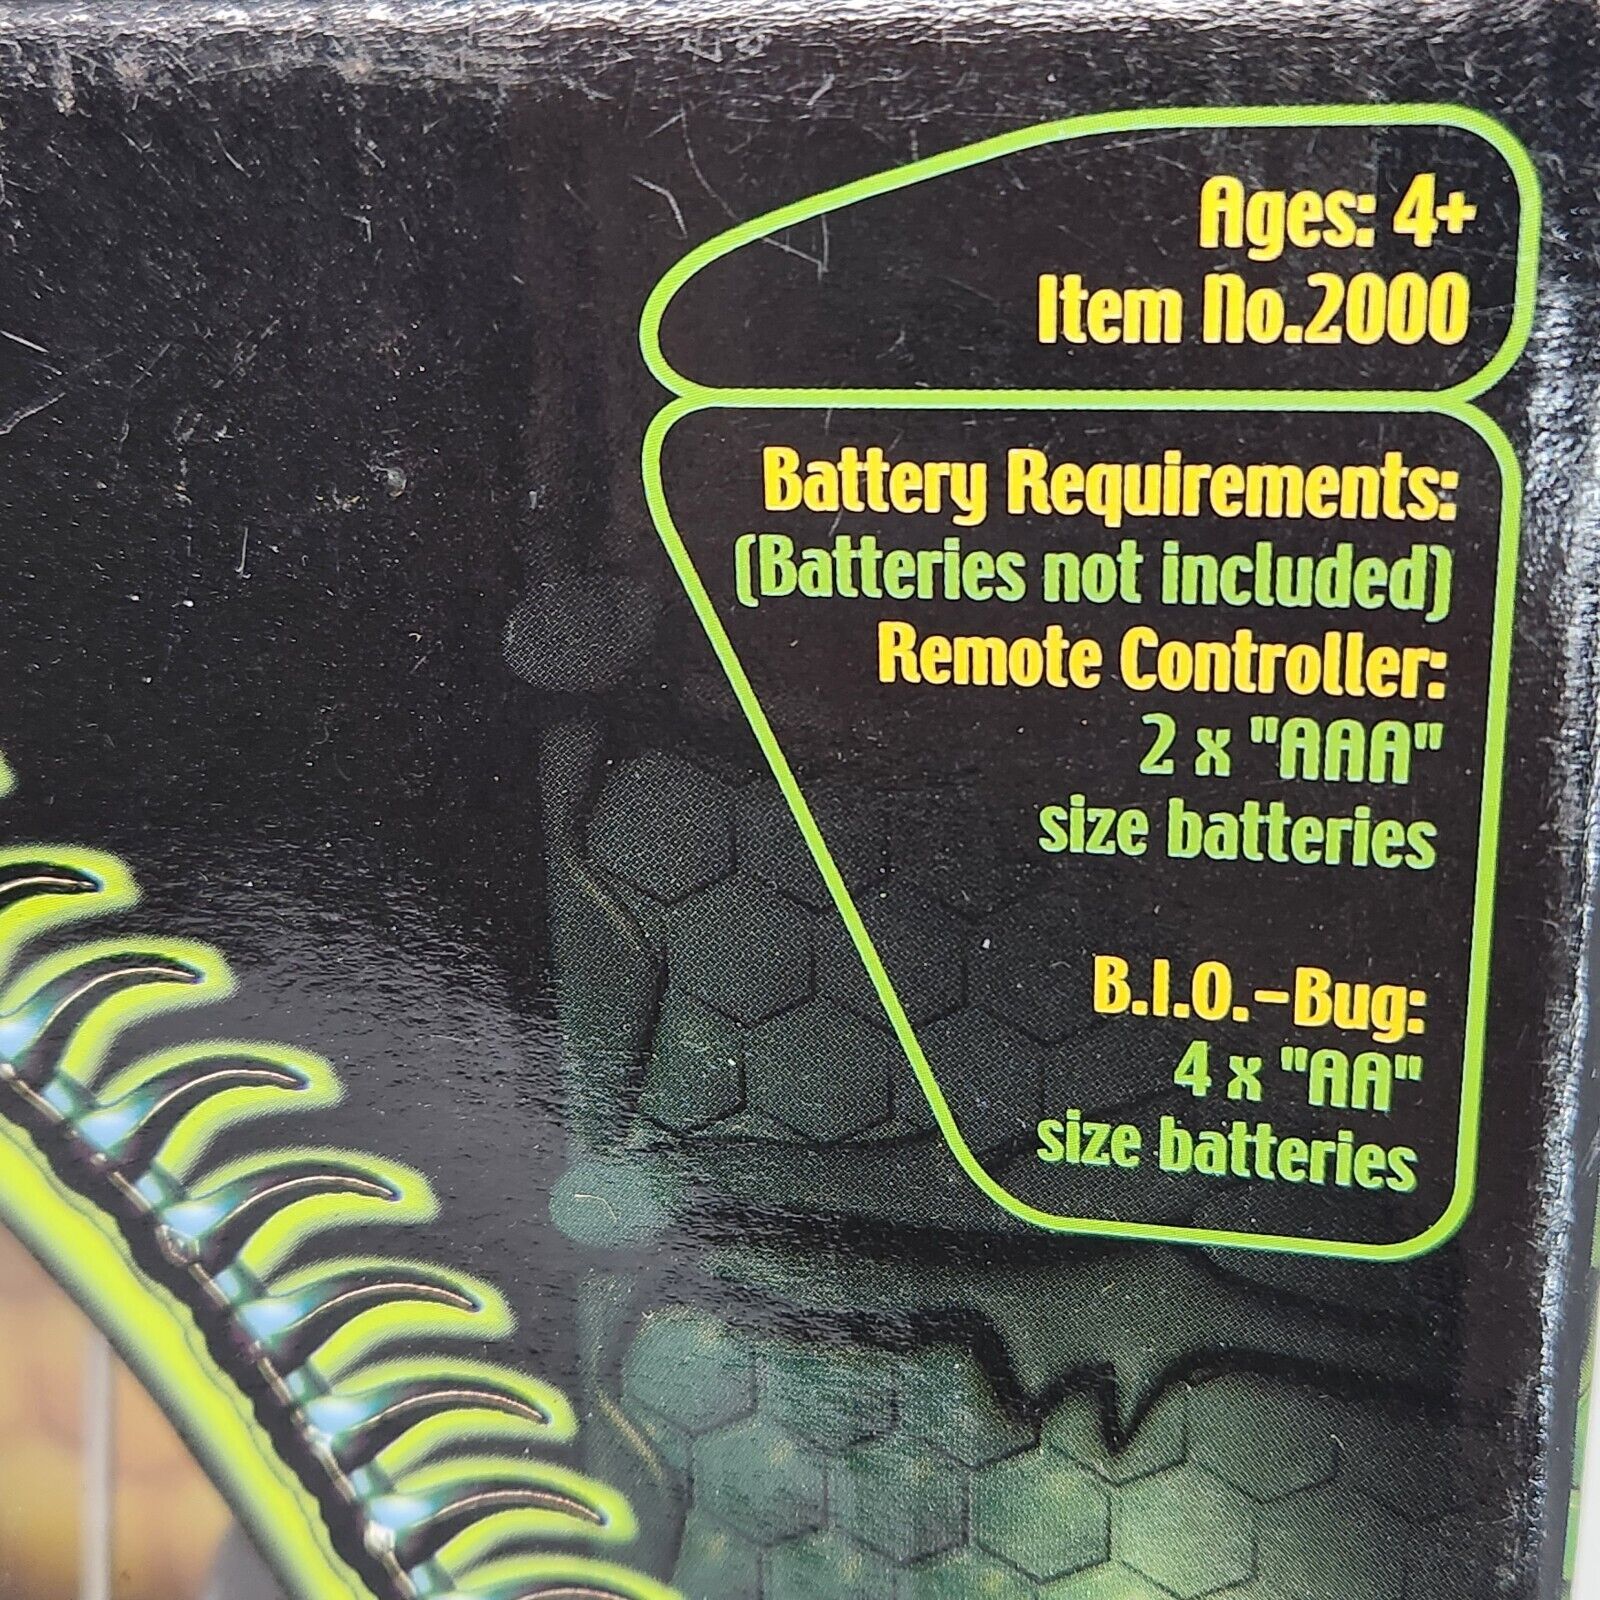 Ages: 4+
Item No.2000
Battery Requirements:
(Batteries not included)
Remote Controller:
2 x "AAA"
size batteries
B.I.O.-Bug:
4 x "AA"
size batteries